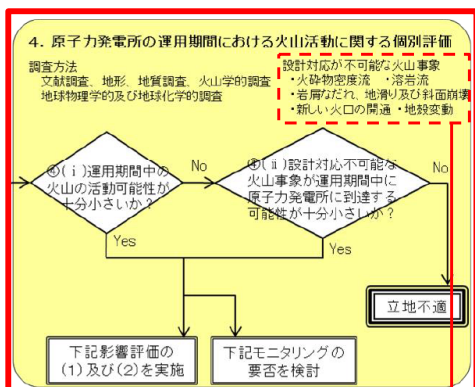 4. 原子力発電所の運用期間における火山活動に関する個別評価
調査方法
文献調査、地形、地質調査、火山学的調査
地球物理学的及び地球化学的調査
設計対応が不可能な火山事象
・火砕物密度流 ・溶岩流
・岩屑なだれ、地滑り及び斜面崩壊
・新しい火口の開通 ・地殻変動
④(ⅰ)運用期間中の
火山の活動可能性が
十分小さいか?
No
Yes
(ⅱ)設計対応不可能な
火山事象が運用期間中に
原子力発電所に到達する
可能性が十分小さいか?
No
Yes
立地不適
下記影響評価の
(1)及び(2)を実施
下記モニタリングの
要否を検討